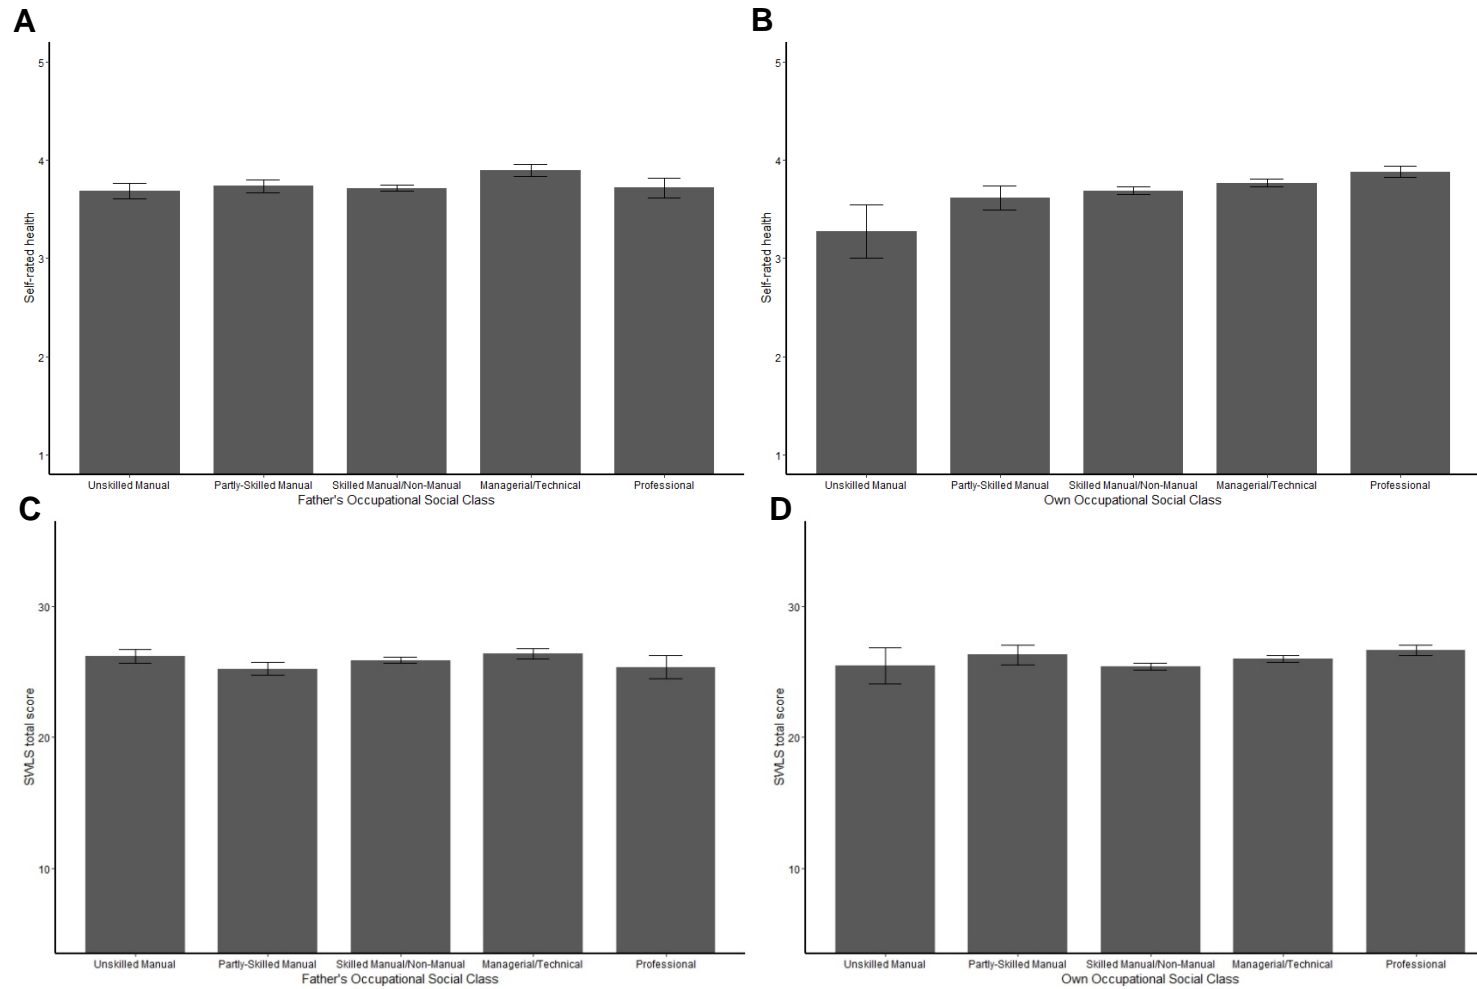 A
5
4
3
2
1
Self-rated health
Unskilled Manual Partly-Skilled Manual Skilled Manual/Non-Manual Managerial/Technical Professional
Father's Occupational Social Class
B
5
4
3
2
1
Self-rated health
Unskilled Manual Partly-Skilled Manual Skilled Manual/Non-Manual Managerial/Technical Professional
Own Occupational Social Class
C
30
20
10
SWLS total score
Unskilled Manual Partly-Skilled Manual Skilled Manual/Non-Manual Managerial/Technical Professional
Father's Occupational Social Class
D
30
20
10
SWLS total score
Unskilled Manual Partly-Skilled Manual Skilled Manual/Non-Manual Managerial/Technical Professional
Own Occupational Social Class